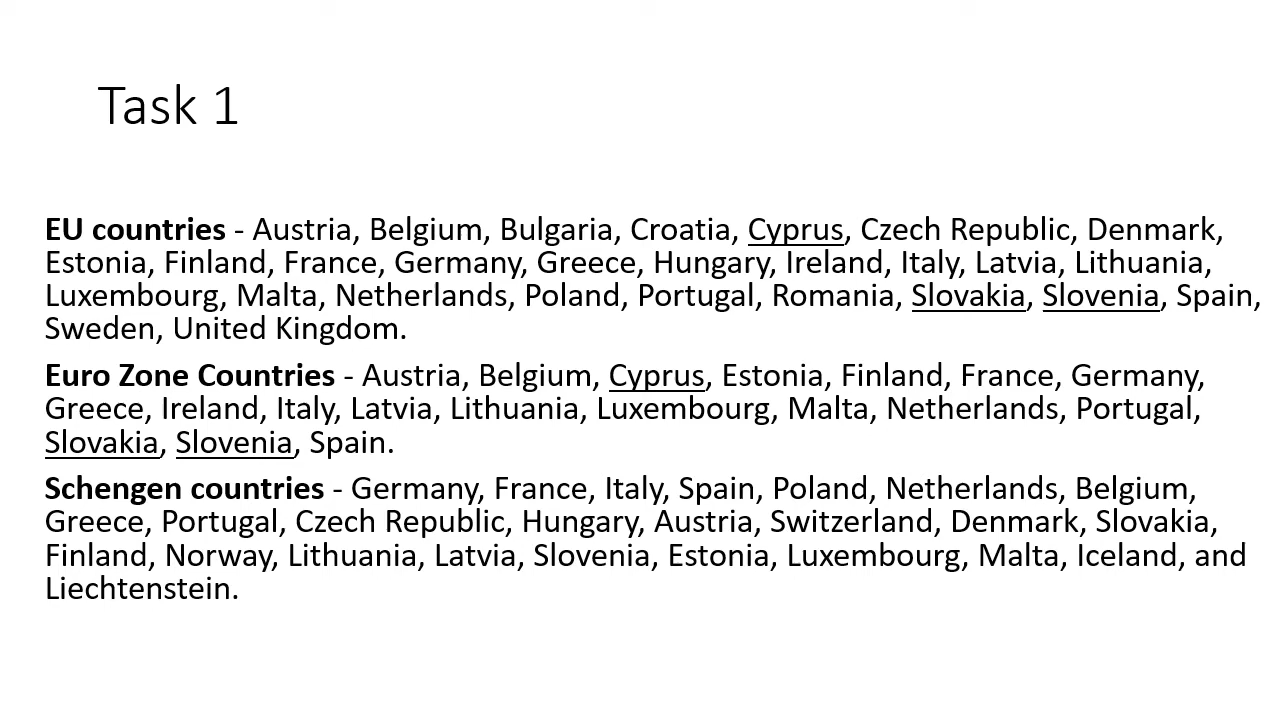 Task 1
EU countries - Austria, Belgium, Bulgaria, Croatia, Cyprus, Czech Republic, Denmark,
Estonia, Finland, France, Germany, Greece, Hungary, Ireland, Italy, Latvia, Lithuania,
Luxembourg, Malta, Netherlands, Poland, Portugal, Romania, Slovakia, Slovenia, Spain,
Sweden, United Kingdom.
Euro Zone Countries - Austria, Belgium, Cyprus, Estonia, Finland, France, Germany,
Greece, Ireland, Italy, Latvia, Lithuania, Luxembourg, Malta, Netherlands, Portugal,
Slovakia, Slovenia, Spain.
Schengen countries - Germany, France, Italy, Spain, Poland, Netherlands, Belgium,
Greece, Portugal, Czech Republic, Hungary, Austria, Switzerland, Denmark, Slovakia,
Finland, Norway, Lithuania, Latvia, Slovenia, Estonia, Luxembourg, Malta, Iceland, and
Liechtenstein.